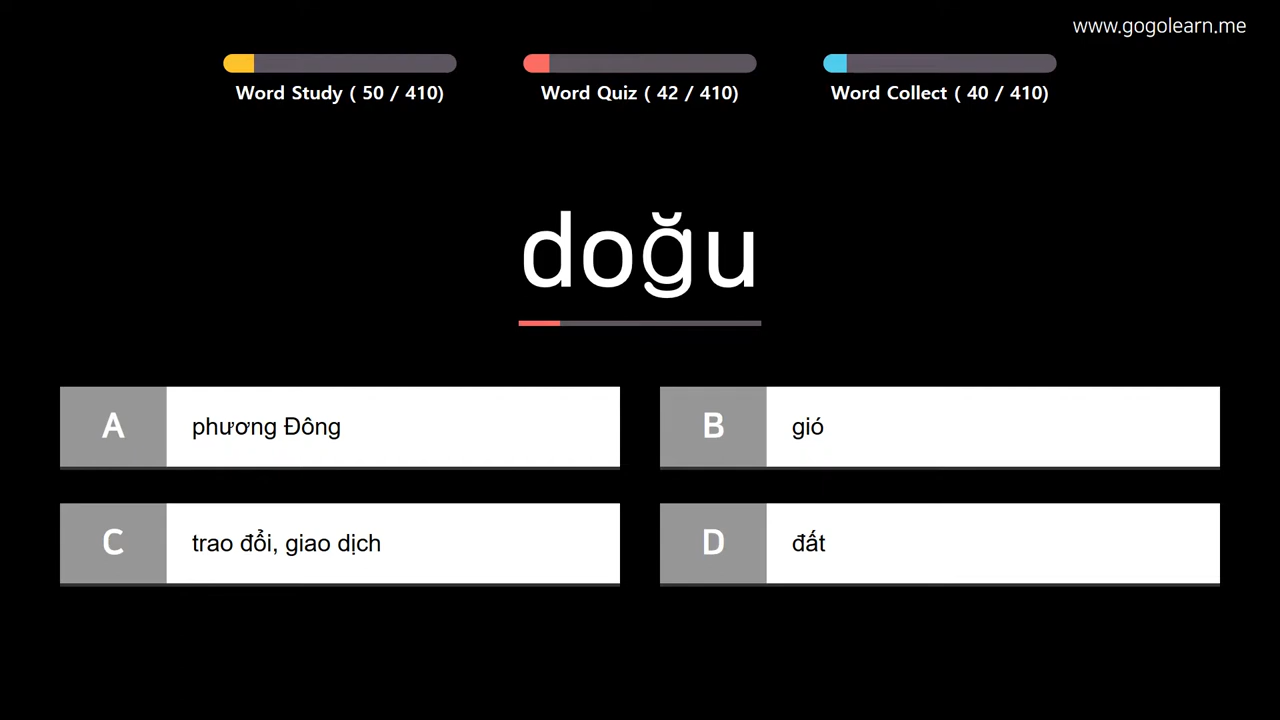 www.gogolearn.me
Word Study ( 50 / 410)
Word Quiz ( 42 / 410)
Word Collect ( 40 / 410)
doğu
A phương Đông
B gió
C trao đổi, giao dịch
D đất